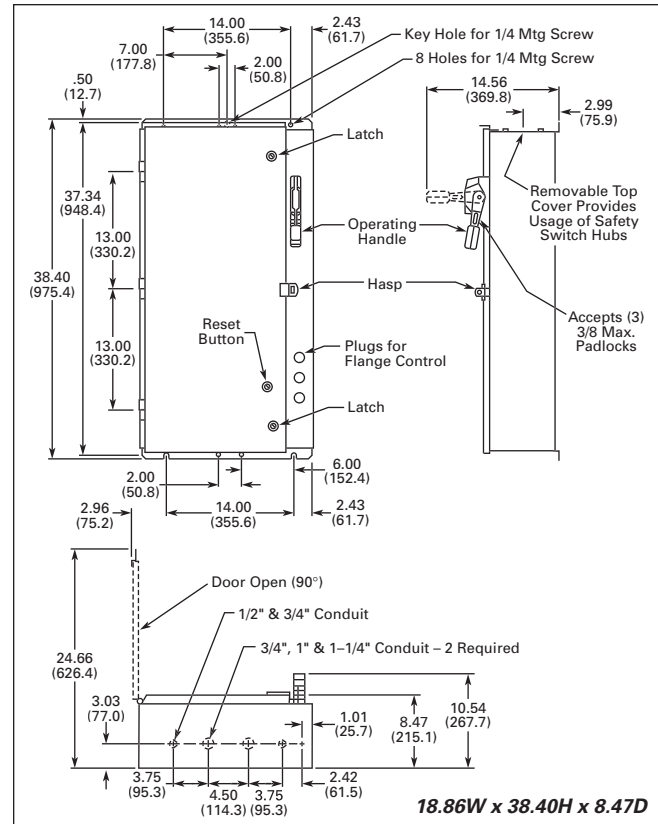 14.00
(355.6)
2.43
(61.7)
Key Hole for 1/4 Mtg Screw
7.00
(177.8)
2.00
(50.8)
8 Holes for 1/4 Mtg Screw
.50
(12.7)
14.56
(369.8)
2.99
(75.9)
Latch
37.34
(948.4)
13.00
(330.2)
38.40
(975.4)
Operating
Handle
Removable Top
Cover Provides
Usage of Safety
Switch Hubs
Hasp
13.00
(330.2)
Reset
Button
Plugs for
Flange Control
Accepts (3)
3/8 Max.
Padlocks
Latch
2.00
(50.8)
6.00
(152.4)
14.00
(355.6)
2.43
(61.7)
2.96
(75.2)
Door Open (90°)
1/2" & 3/4" Conduit
3/4", 1" & 1–1/4" Conduit – 2 Required
24.66
(626.4)
3.03
(77.0)
1.01
(25.7)
8.47
(215.1)
10.54
(267.7)
3.75
(95.3)
4.50
(114.3)
3.75
(95.3)
2.42
(61.5)
18.86W x 38.40H x 8.47D